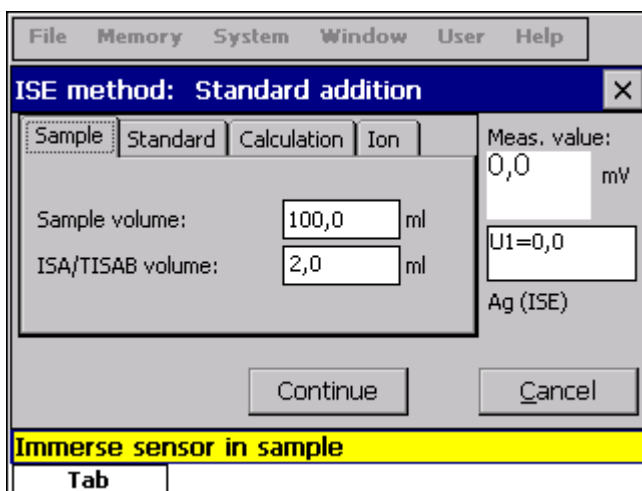 File Memory System Window User Help
ISE method: Standard addition
Sample Standard Calculation Ion
Meas. value:
0,0 mV
Sample volume: 100,0 ml
U1=0,0
ISA/TISAB volume: 2,0 ml
Ag (ISE)
Continue Cancel
Immerse sensor in sample
Tab